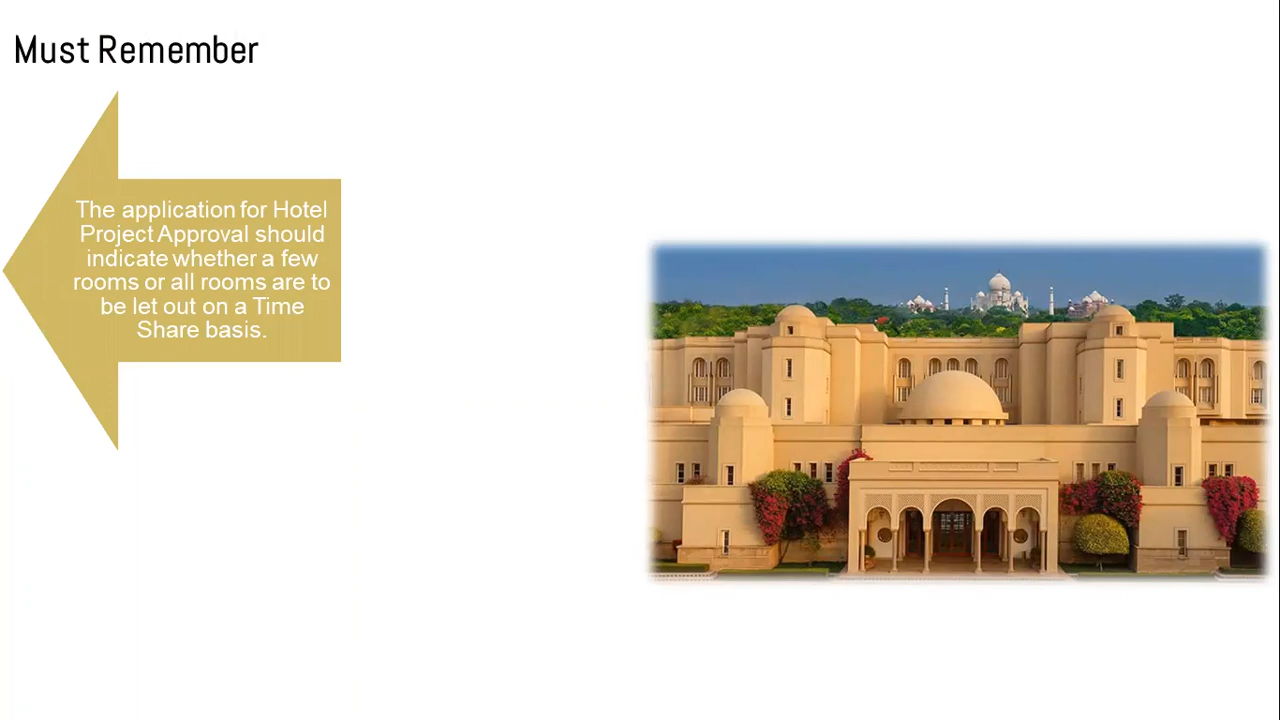 Must Remember
The application for Hotel
Project Approval should
indicate whether a few
rooms or all rooms are to
be let out on a Time
Share basis.